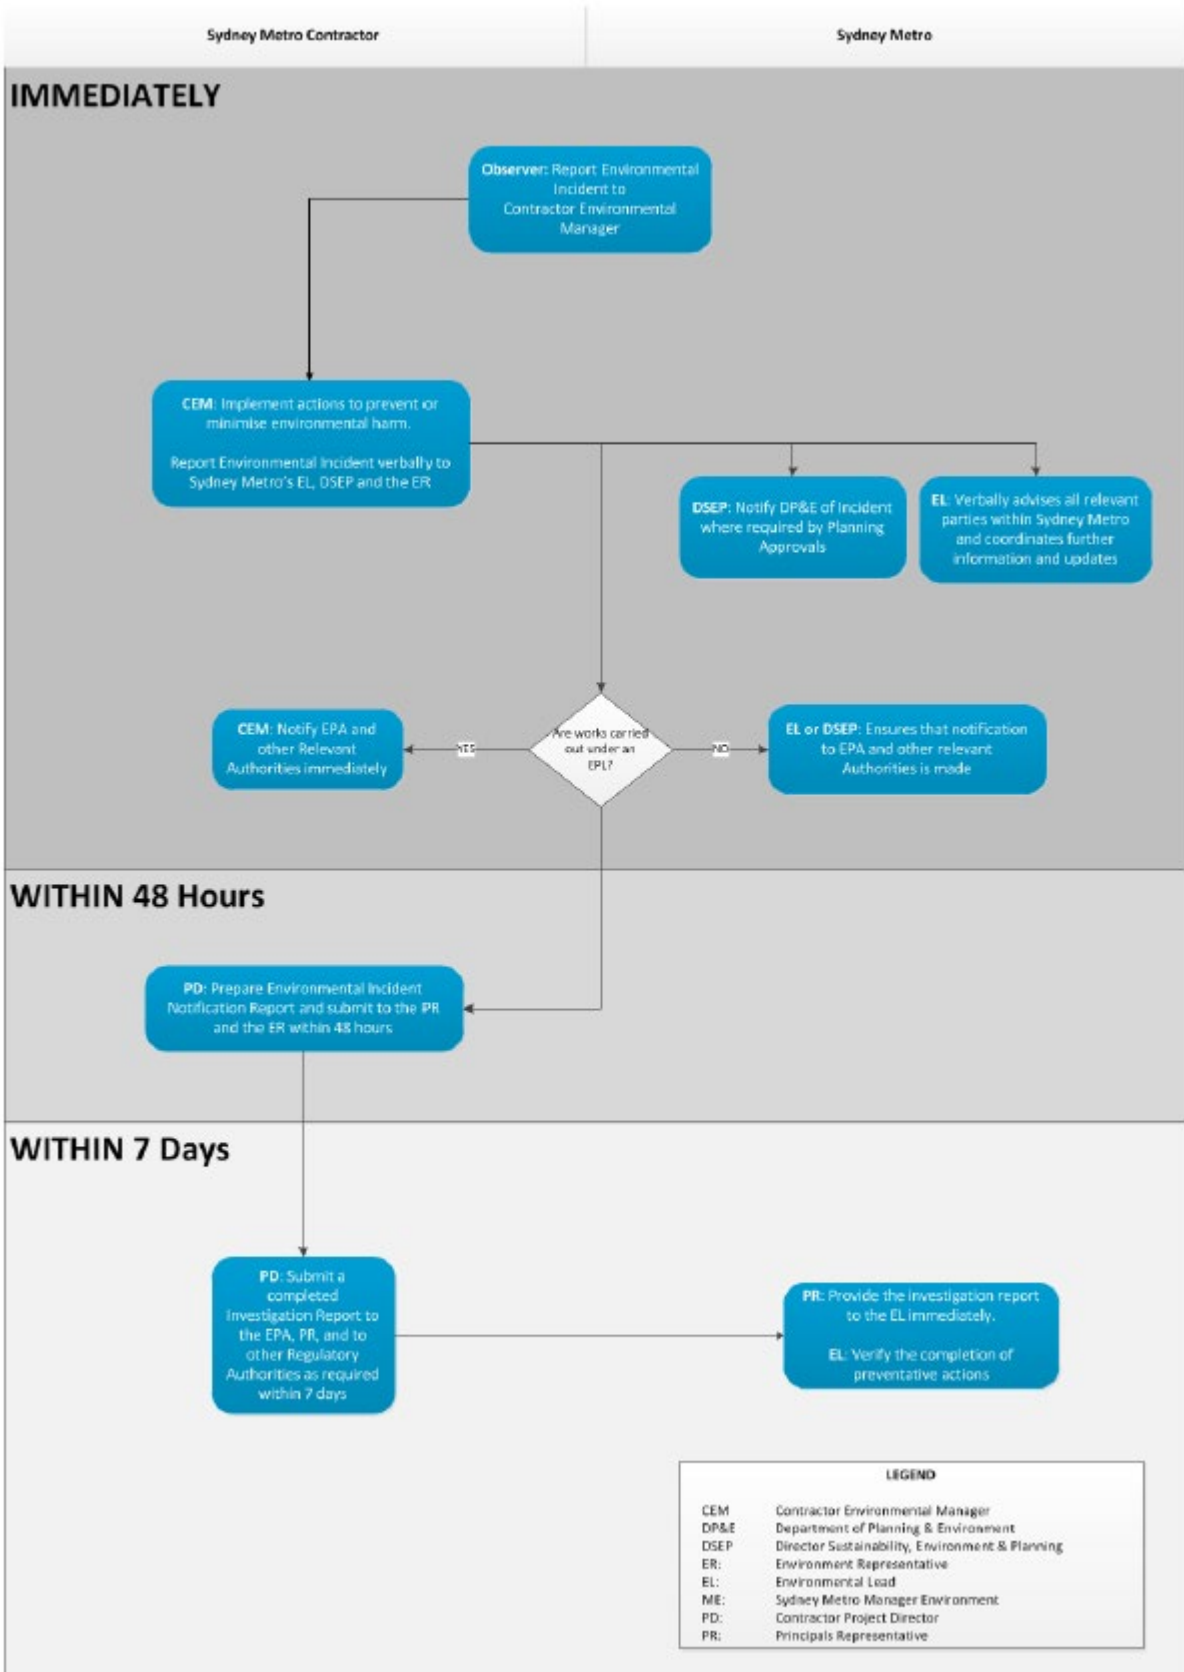 Sydney Metro Contractor
Sydney Metro
IMMEDIATELY
Observer: Report Environmental
Incident to
Contractor Environmental
Manager
CEM: Implement actions to prevent or
minimise environmental harm.
Report Environmental Incident verbally to
Sydney Metro's EL, DSEP and the ER
DSEP: Notify DP&E of Incident
where required by Planning
Approvals
EL: Verbally advises all relevant
parties within Sydney Metro
and coordinates further
information and updates
CEM: Notify EPA and
other Relevant
Authorities immediately
YES
Are works carried
out under an
EPL?
NO
EL or DSEP: Ensures that notification
to EPA and other relevant
Authorities is made
WITHIN 48 Hours
PD: Prepare Environmental Incident
Notification Report and submit to the PR
and the ER within 48 hours
WITHIN 7 Days
PD: Submit a
completed
Investigation Report to
the EPA, PR, and to
other Regulatory
Authorities as required
within 7 days
PR: Provide the investigation report
to the EL immediately.
EL: Verify the completion of
preventative actions
LEGEND
CEM Contractor Environmental Manager
DP&E Department of Planning & Environment
DSEP Director Sustainability, Environment & Planning
ER: Environment Representative
EL: Environmental Lead
ME: Sydney Metro Manager Environment
PD: Contractor Project Director
PR: Principals Representative